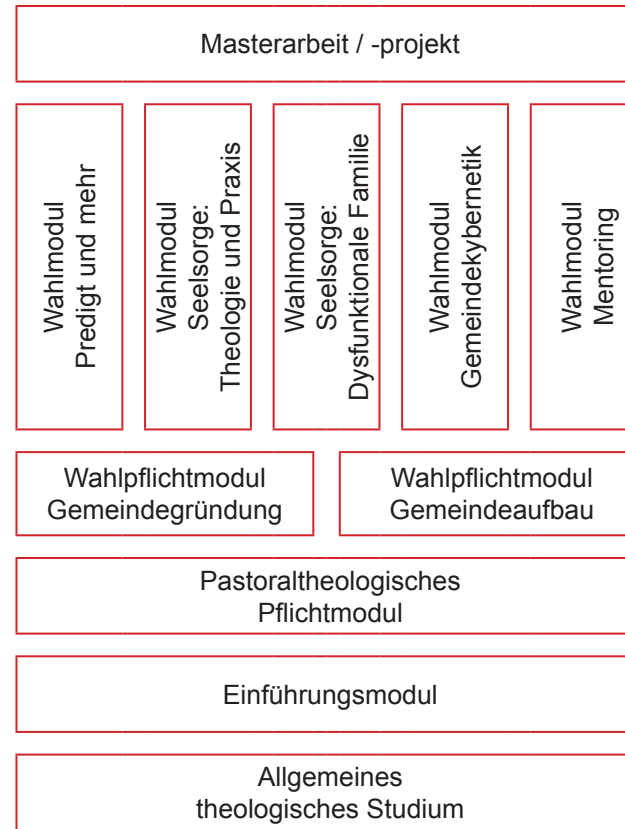 Masterarbeit / -projekt
Wahlmodul
Predigt und mehr
Wahlmodul
Seelsorge:
Theologie und Praxis
Wahlmodul
Seelsorge:
Dysfunktionale Familie
Wahlmodul
Gemeindekybernetik
Wahlmodul
Mentoring
Wahlpflichtmodul
Gemeindegründung
Wahlpflichtmodul
Gemeindeaufbau
Pastoraltheologisches
Pflichtmodul
Einführungsmodul
Allgemeines
theologisches Studium